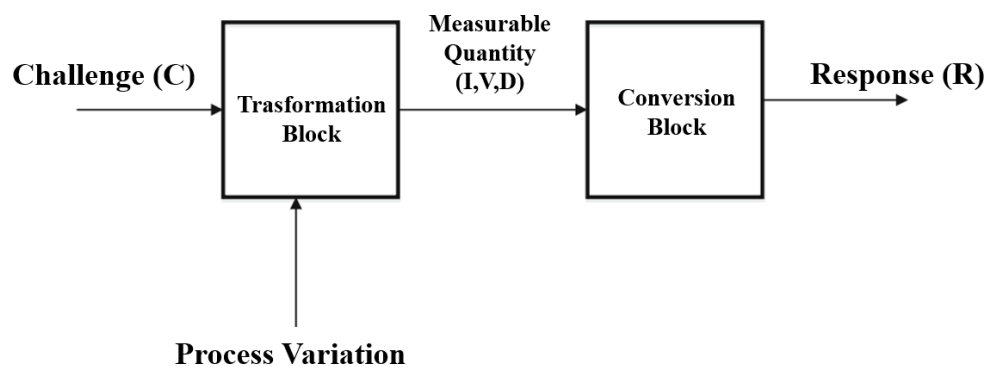 Measurable
Quantity
(I,V,D)
Challenge (C)
Response (R)
Trasformation
Block
Conversion
Block
Process Variation